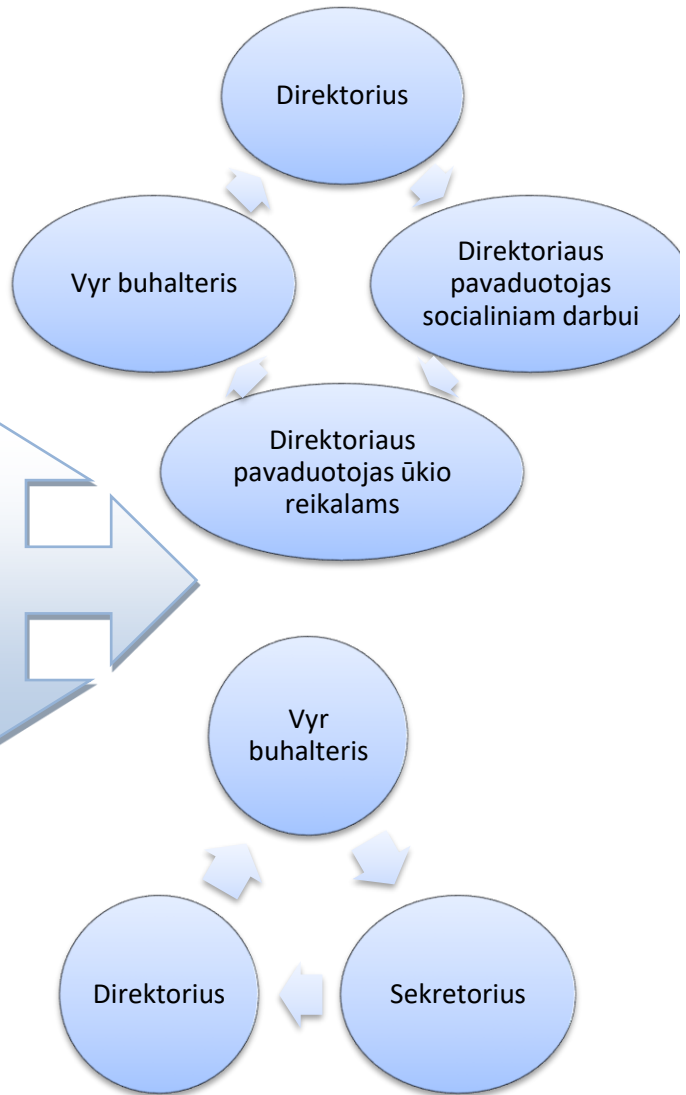 Direktorius
Vyr buhalteris
Direktoriaus
pavaduotojas
socialiniam darbui
Direktoriaus
pavaduotojas ūkio
reikalams
Vyr
buhalteris
Direktorius
Sekretorius